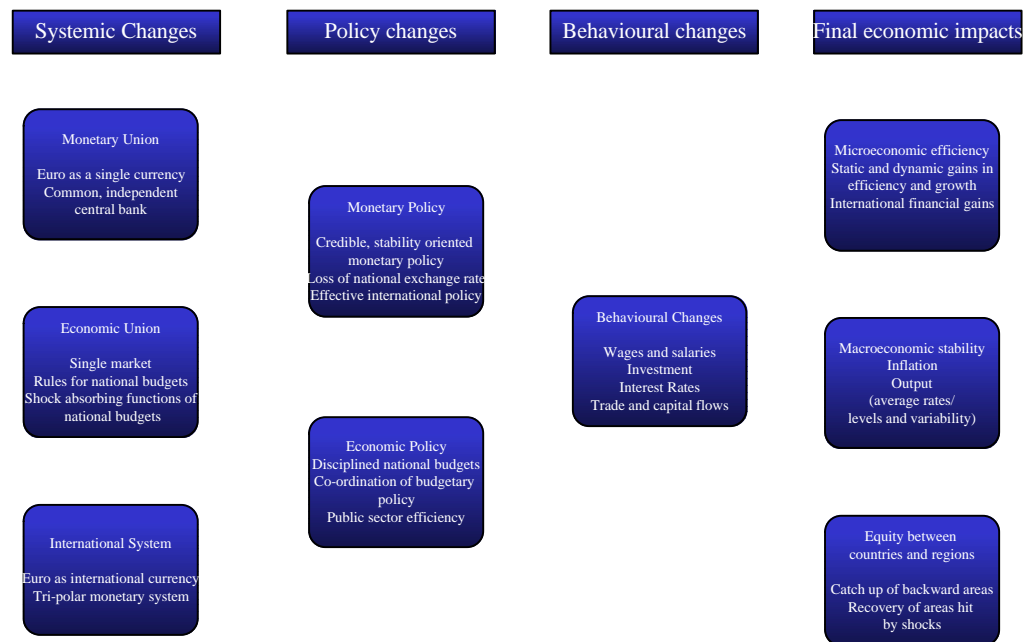 Systemic Changes
Policy changes
Behavioural changes
Final economic impacts
Monetary Union
Euro as a single currency
Common, independent
central bank
Economic Union
Single market
Rules for national budgets
Shock absorbing functions of
national budgets
International System
Euro as international currency
Tri-polar monetary system
Monetary Policy
Credible, stability oriented
monetary policy
Loss of national exchange rate
Effective international policy
Economic Policy
Disciplined national budgets
Co-ordination of budgetary
policy
Public sector efficiency
Behavioural Changes
Wages and salaries
Investment
Interest Rates
Trade and capital flows
Microeconomic efficiency
Static and dynamic gains in
efficiency and growth
International financial gains
Macroeconomic stability
Inflation
Output
(average rates/
levels and variability)
Equity between
countries and regions
Catch up of backward areas
Recovery of areas hit
by shocks